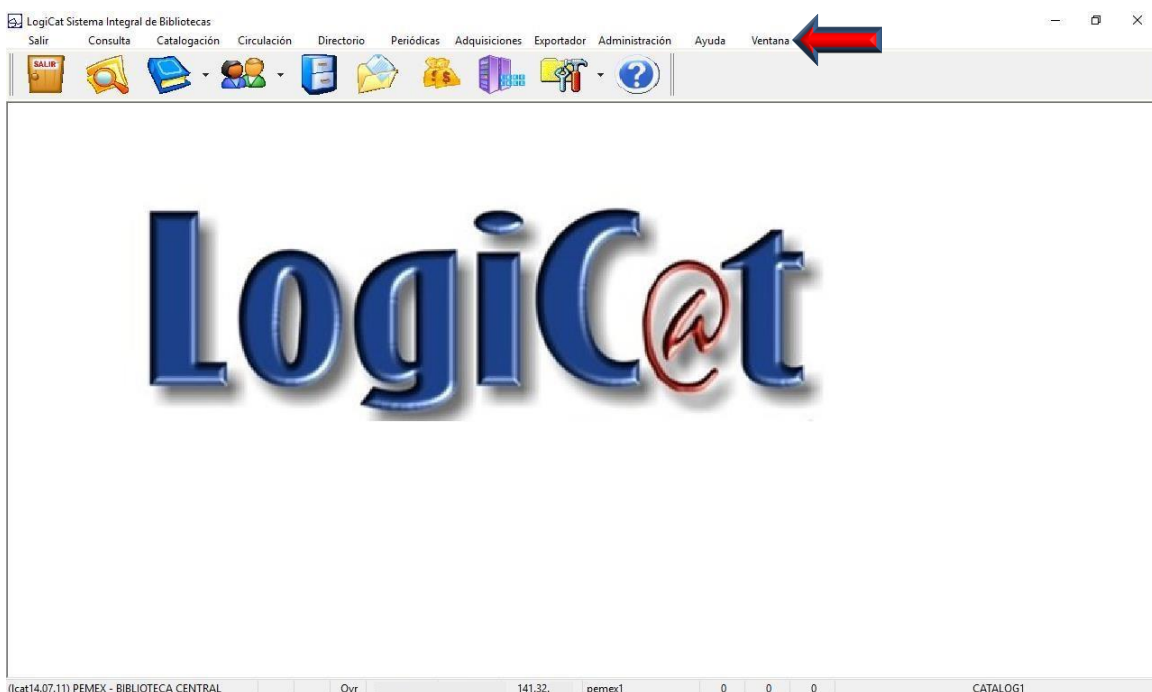 LogiCat Sistema Integral de Bibliotecas
Salir Consulta Catalogación Circulación Directorio Periódicas Adquisiciones Exportador Administración Ayuda Ventana
SALIR
LogiC@t
(lcat14.07.11) PEMEX - BIBLIOTECA CENTRAL Ovr 141.32. pemex1 0 0 0 CATALOG1